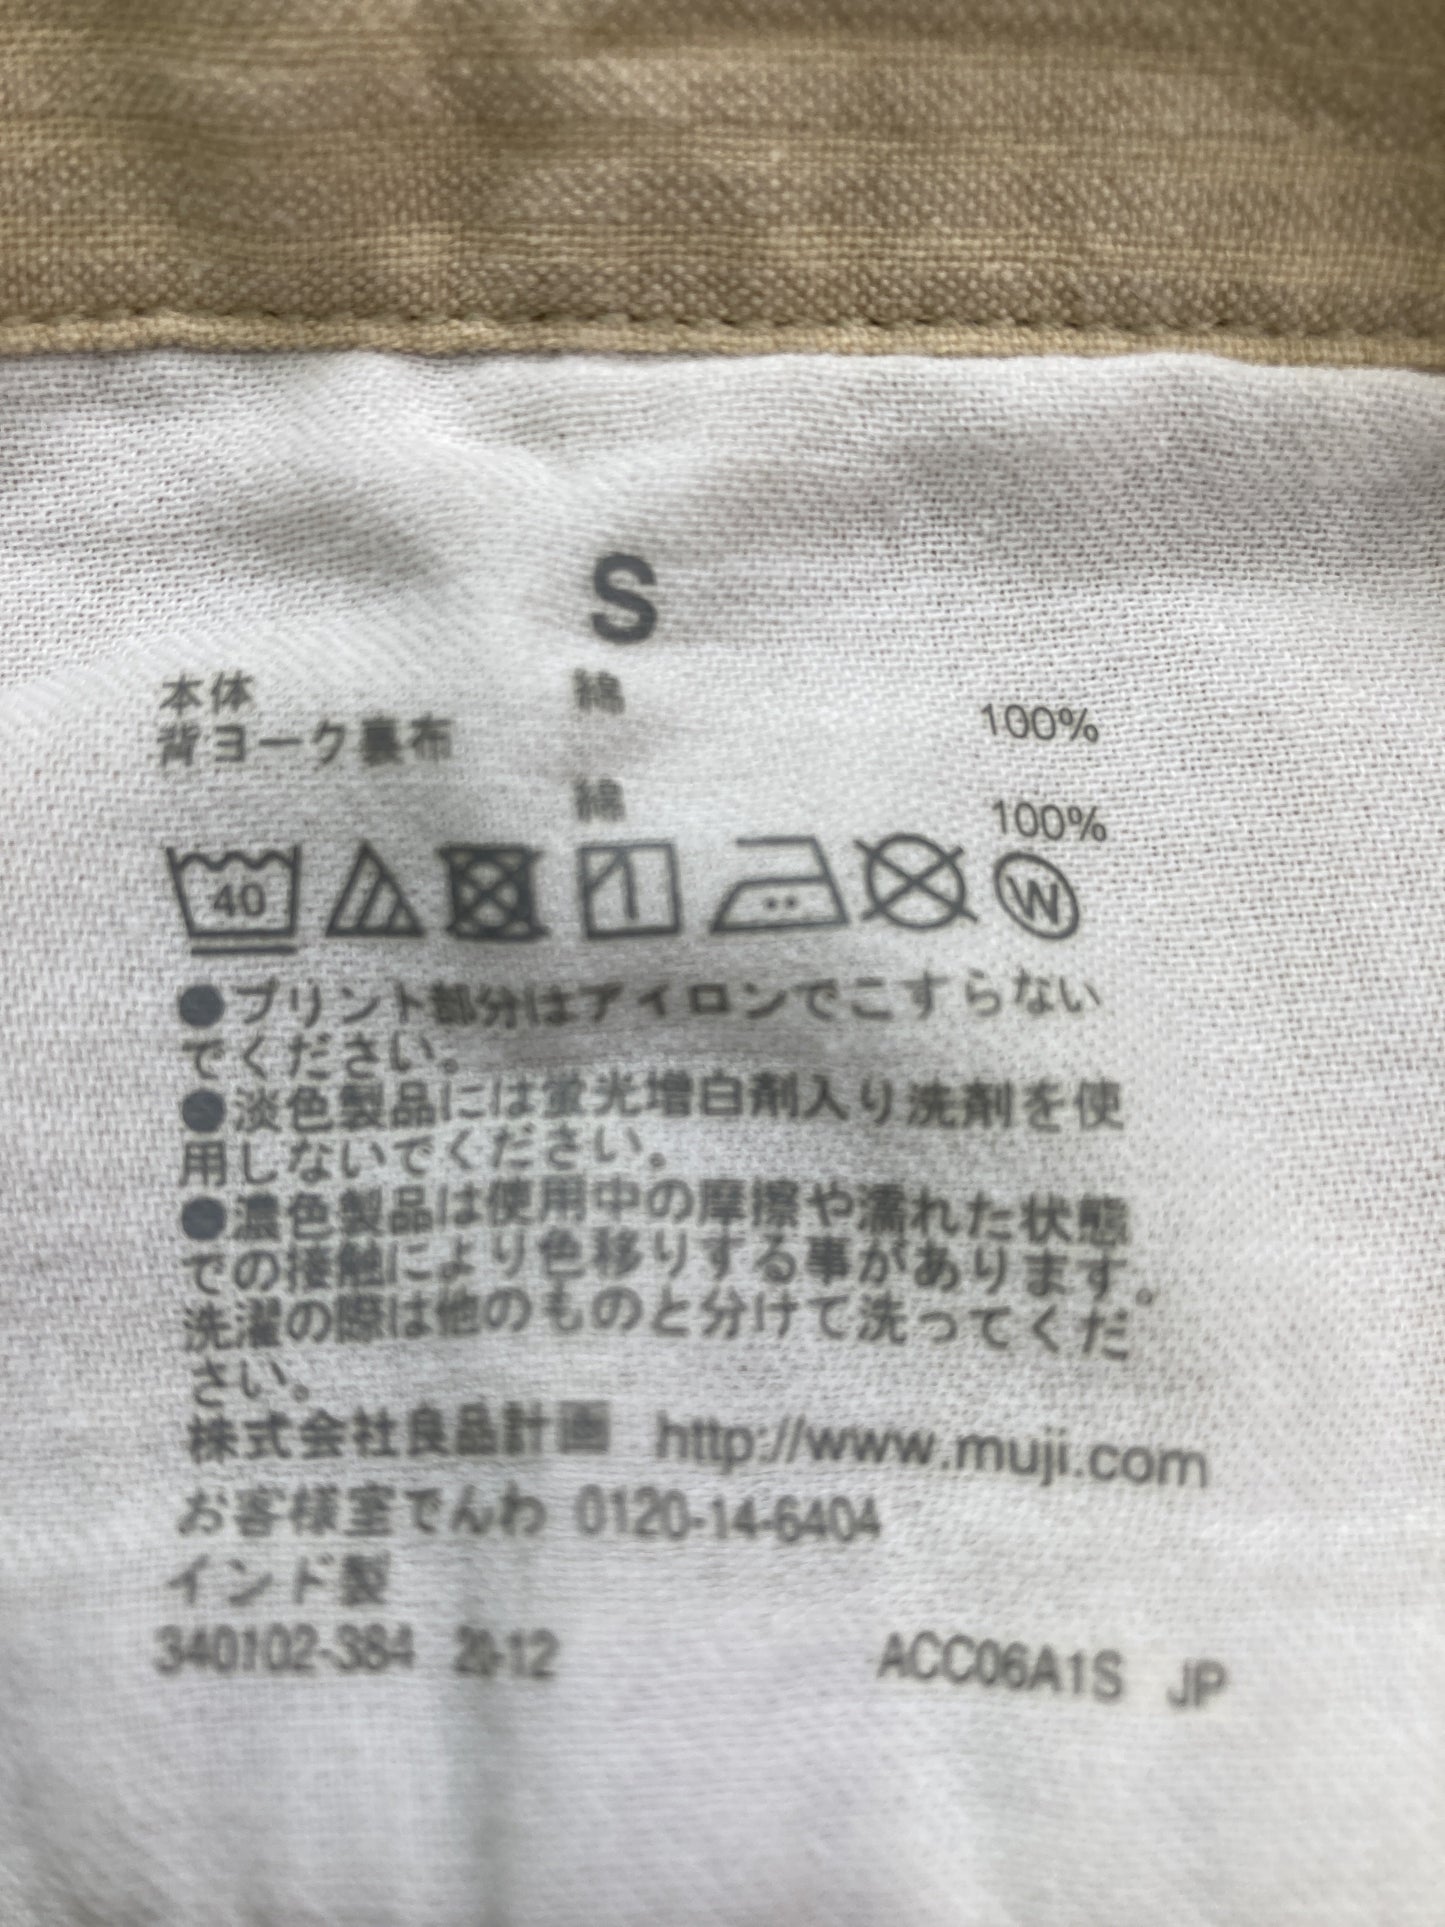 S
本体
綿 100%
背ヨーク裏布
綿 100%
40 W
●プリント部分はアイロンでこすらない
でください。
●淡色製品には蛍光増白剤入り洗剤を使
用しないでください。
●濃色製品は使用中の摩擦や濡れた状態
での接触により色移りする事があります。
洗濯の際は他のものと分けて洗ってくだ
さい。
株式会社良品計画 http://www.muji.com
お客様室でんわ 0120-14-6404
インド製
340102-384 20-12 ACC06A1S JP